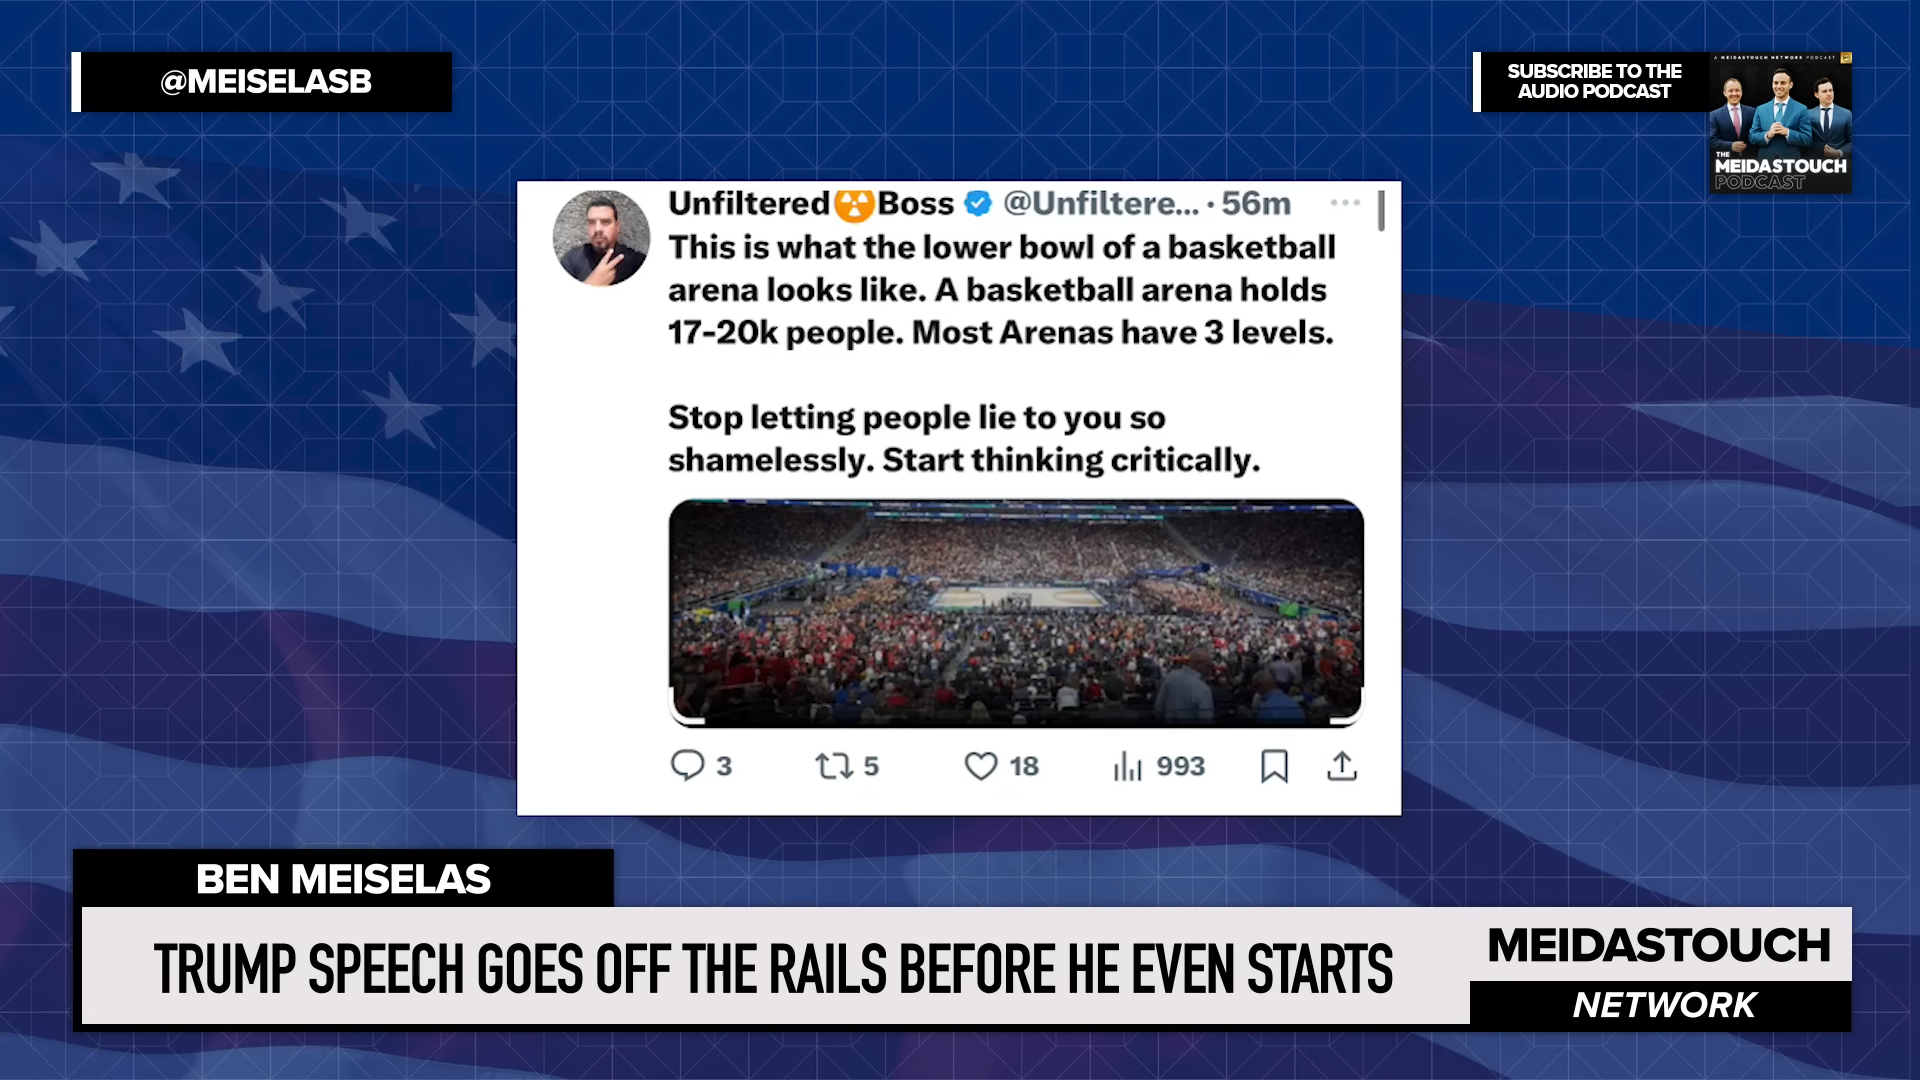 @MEISELASB
SUBSCRIBE TO THE
AUDIO PODCAST
A MEIDASTOUCH NETWORK PODCAST
THE
MEIDASTOUCH
PODCAST
Unfiltered☢️Boss @Unfiltere... · 56m
This is what the lower bowl of a basketball
arena looks like. A basketball arena holds
17-20k people. Most Arenas have 3 levels.
Stop letting people lie to you so
shamelessly. Start thinking critically.
3 5 18 993
BEN MEISELAS
TRUMP SPEECH GOES OFF THE RAILS BEFORE HE EVEN STARTS
MEIDASTOUCH
NETWORK